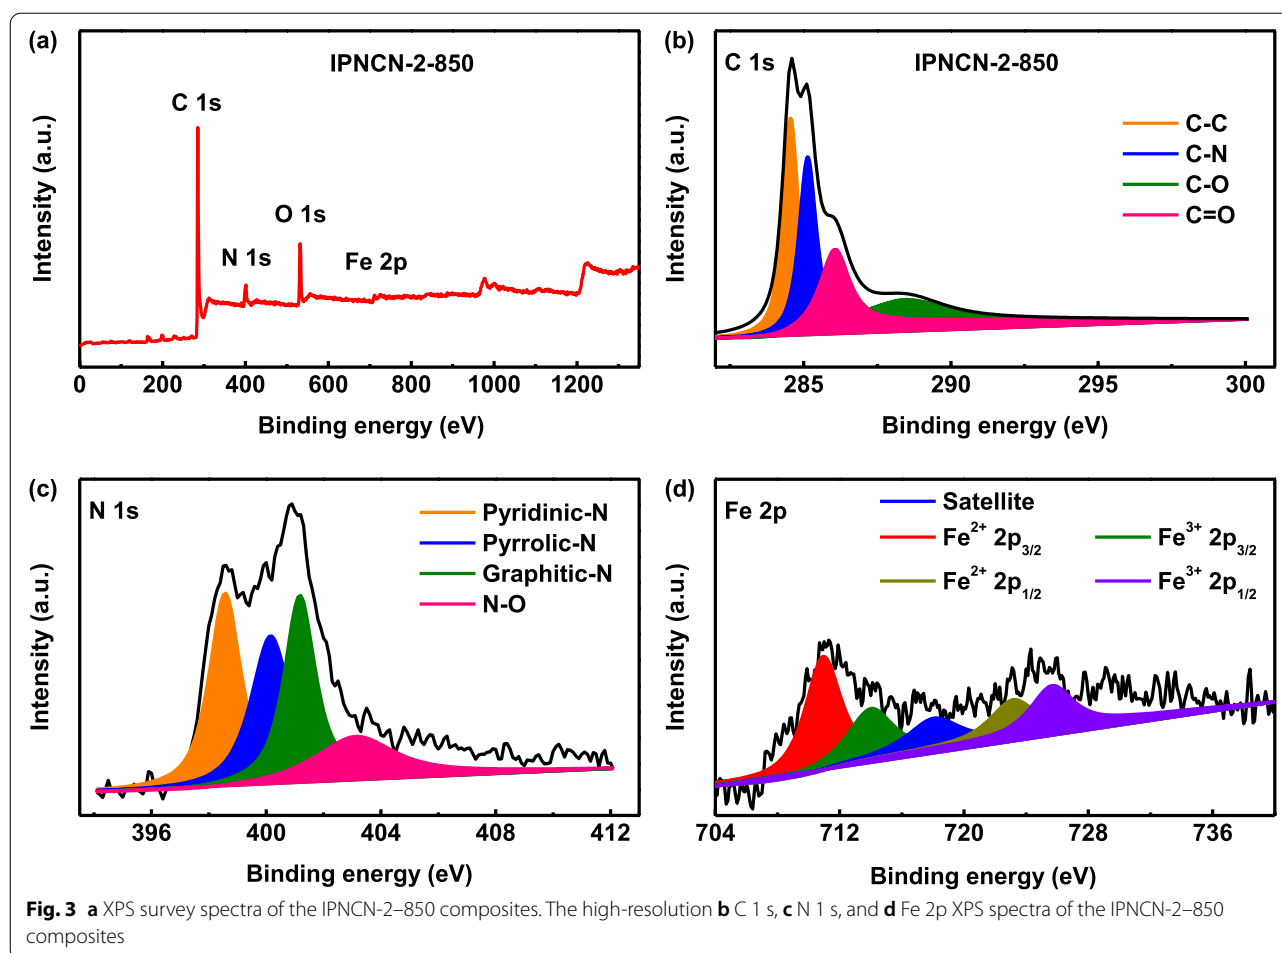 (a)
IPNCN-2-850
C 1s
O 1s
N 1s
Fe 2p
Intensity (a.u.)
0 200 400 600 800 1000 1200
Binding energy (eV)
(b)
C 1s
IPNCN-2-850
C-C
C-N
C-O
C=O
Intensity (a.u.)
285 290 295 300
Binding energy (eV)
(c)
N 1s
Pyridinic-N
Pyrrolic-N
Graphitic-N
N-O
Intensity (a.u.)
396 400 404 408 412
Binding energy (eV)
(d)
Fe 2p
Satellite
Fe²⁺ 2p₃/₂ Fe³⁺ 2p₃/₂
Fe²⁺ 2p₁/₂ Fe³⁺ 2p₁/₂
Intensity (a.u.)
704 712 720 728 736
Binding energy (eV)
Fig. 3 a XPS survey spectra of the IPNCN-2–850 composites. The high-resolution b C 1 s, c N 1 s, and d Fe 2p XPS spectra of the IPNCN-2–850
composites